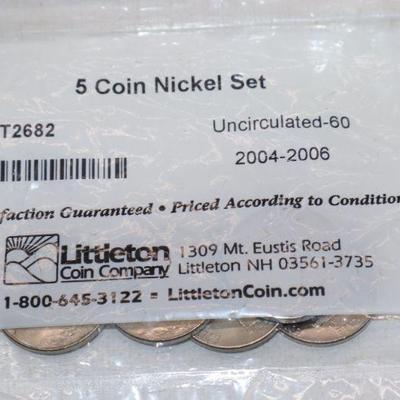 5 Coin Nickel Set
T2682
Uncirculated-60
2004-2006
faction Guaranteed • Priced According to Condition
Littleton
Coin Company
1309 Mt. Eustis Road
Littleton NH 03561-3735
1-800-645-3122 = LittletonCoin.com